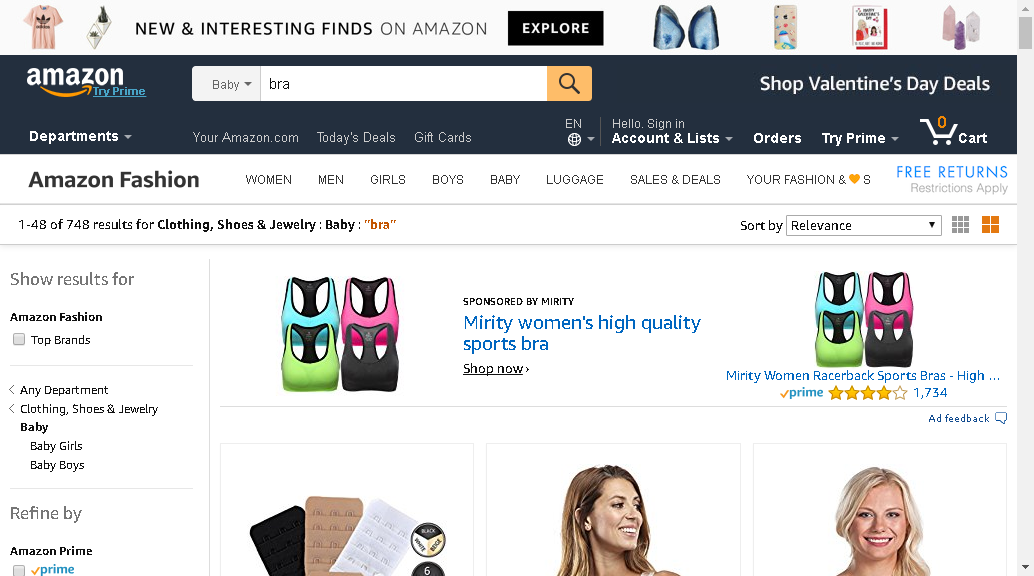 NEW & INTERESTING FINDS ON AMAZON
EXPLORE
amazon
Try Prime
Baby
bra
Shop Valentine's Day Deals
Departments
Your Amazon.com
Today's Deals
Gift Cards
EN
Hello. Sign in
Account & Lists
Orders
Try Prime
0
Cart
Amazon Fashion
WOMEN
MEN
GIRLS
BOYS
BABY
LUGGAGE
SALES & DEALS
YOUR FASHION & 🧡 S
FREE RETURNS
Restrictions Apply
1-48 of 748 results for Clothing, Shoes & Jewelry : Baby : "bra"
Sort by
Relevance
Show results for
Amazon Fashion
Top Brands
Any Department
Clothing, Shoes & Jewelry
Baby
Baby Girls
Baby Boys
Refine by
Amazon Prime
prime
SPONSORED BY MIRITY
Mirity women's high quality
sports bra
Shop now ›
Mirity Women Racerback Sports Bras - High ...
prime
1,734
Ad feedback
BLACK
WHITE
NUDE
6